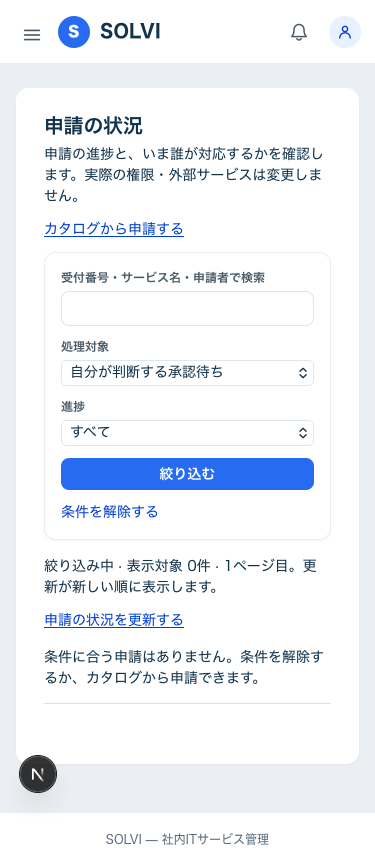 S SOLVI
申請の状況
申請の進捗と、いま誰が対応するかを確認し
ます。実際の権限・外部サービスは変更しま
せん。
カタログから申請する
受付番号・サービス名・申請者で検索
処理対象
自分が判断する承認待ち
進捗
すべて
絞り込む
条件を解除する
絞り込み中 · 表示対象 0件 · 1ページ目。更
新が新しい順に表示します。
申請の状況を更新する
条件に合う申請はありません。条件を解除す
るか、カタログから申請できます。
N
SOLVI — 社内ITサービス管理